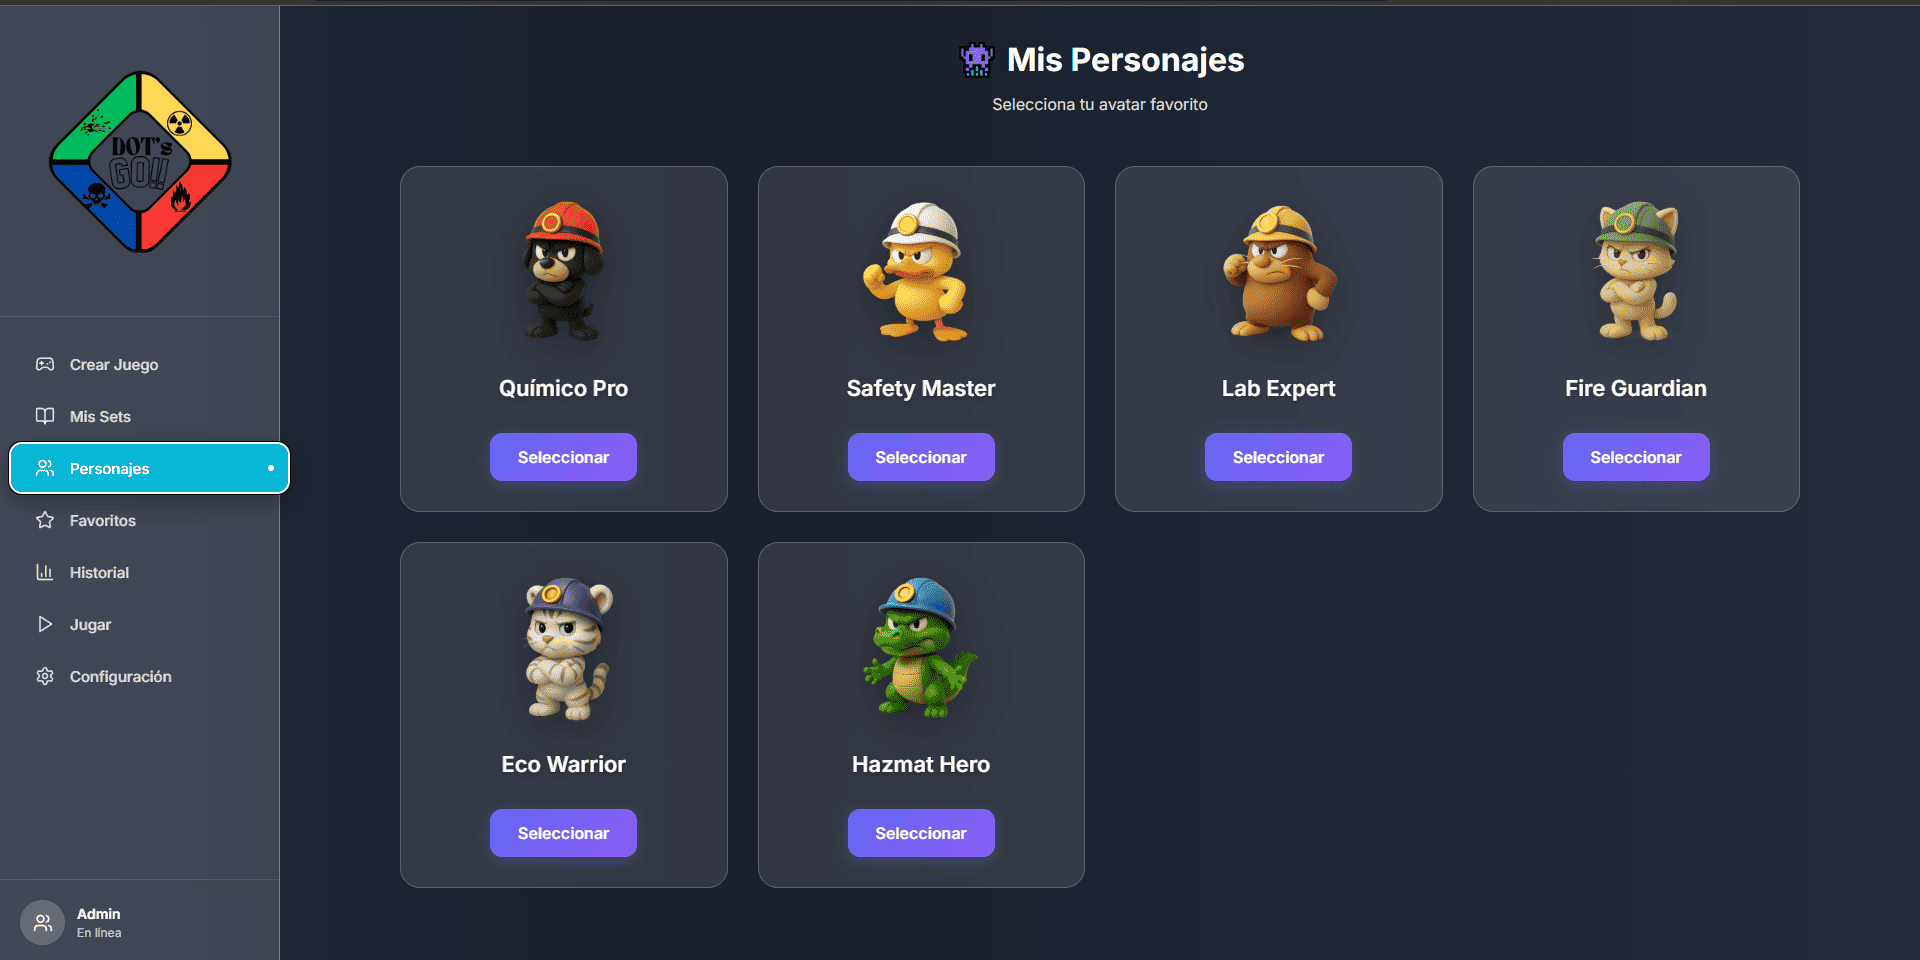 DOT's
GO!!
Crear Juego
Mis Sets
Personajes
Favoritos
Historial
Jugar
Configuración
Admin
En línea
Mis Personajes
Selecciona tu avatar favorito
Químico Pro
Seleccionar
Safety Master
Seleccionar
Lab Expert
Seleccionar
Fire Guardian
Seleccionar
Eco Warrior
Seleccionar
Hazmat Hero
Seleccionar